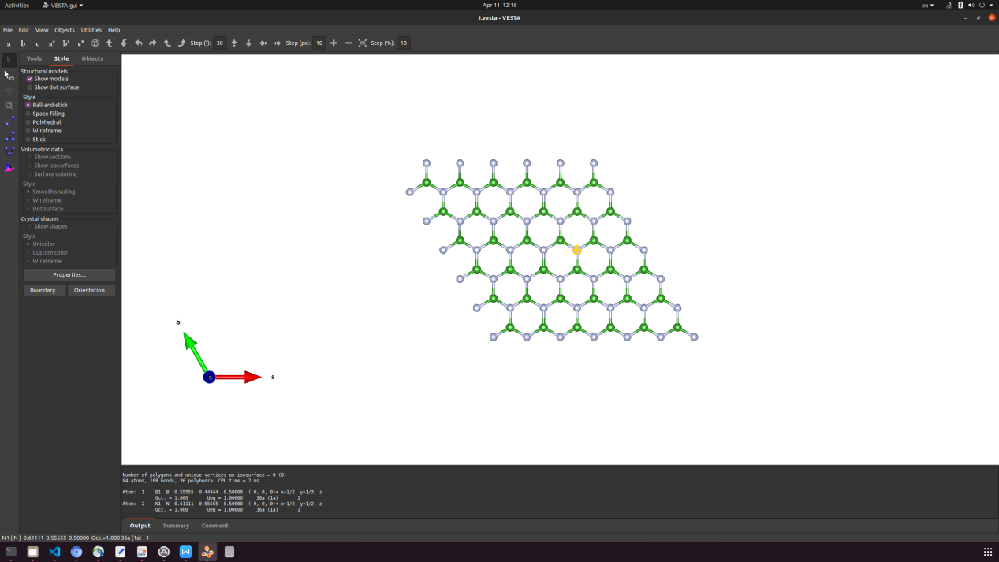 Activities VESTA-gui Apr 11 12:16 en
1.vesta - VESTA
File Edit View Objects Utilities Help
a b c a* b* c* Step (°): 30 Step (px): 10 Step (%): 10
Tools Style Objects
Structural models
Show models
Show dot surface
Style
Ball-and-stick
Space-filling
Polyhedral
Wireframe
Stick
Volumetric data
Show sections
Show isosurfaces
Surface coloring
Style
Smooth shading
Wireframe
Dot surface
Crystal shapes
Show shapes
Style
Unicolor
Custom color
Wireframe
Properties...
Boundary... Orientation...
b
c
a
Number of polygons and unique vertices on isosurface = 0 (0)
84 atoms, 108 bonds, 36 polyhedra; CPU time = 2 ms
Atom: 1 B1 B 0.55555 0.44444 0.50000 ( 0, 0, 0)+ x+1/2, y+1/3, z
Occ. = 1.000 Ueq = 1.00000 36a (1a) 1
Atom: 2 N1 N 0.61111 0.55555 0.50000 ( 0, 0, 0)+ x+1/2, y+1/2, z
Occ. = 1.000 Ueq = 1.00000 36a (1a) 1
Output Summary Comment
N1 ( N ) 0.61111 0.55555 0.50000 Occ.=1.000 36a (1a) 1